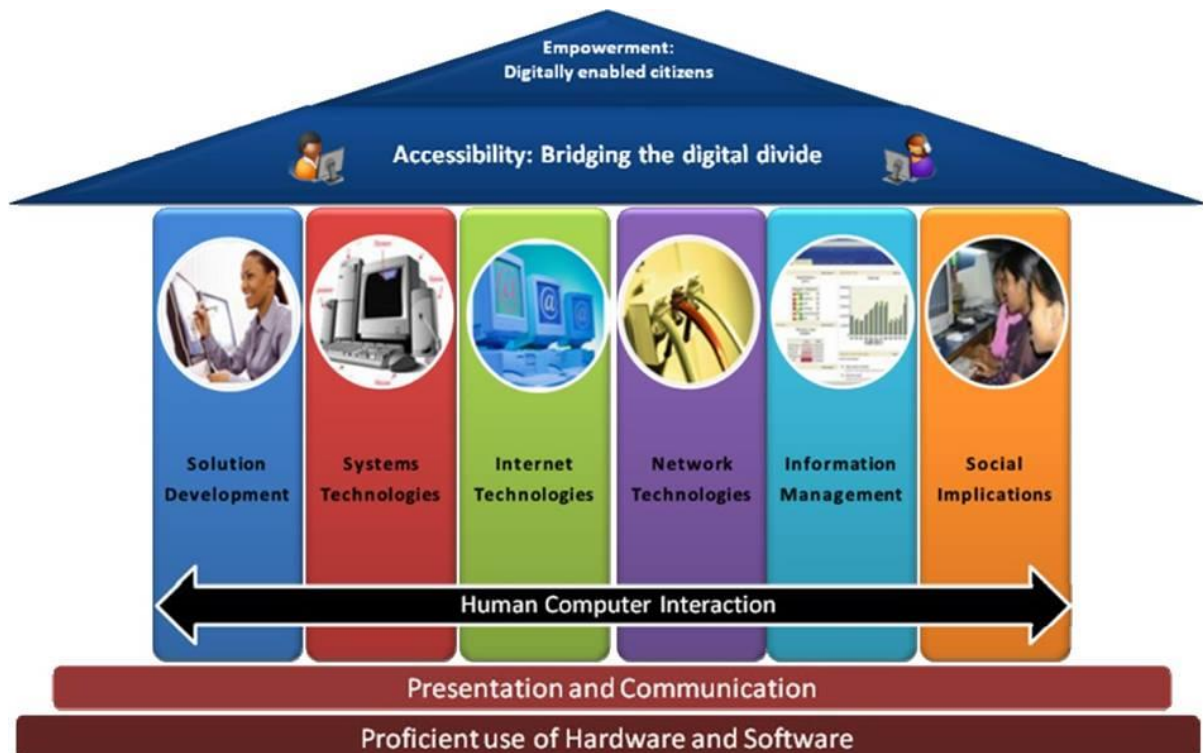 Empowerment:
Digitally enabled citizens
Accessibility: Bridging the digital divide
Solution
Development
Systems
Technologies
Internet
Technologies
Network
Technologies
Information
Management
Social
Implications
Human Computer Interaction
Presentation and Communication
Proficient use of Hardware and Software